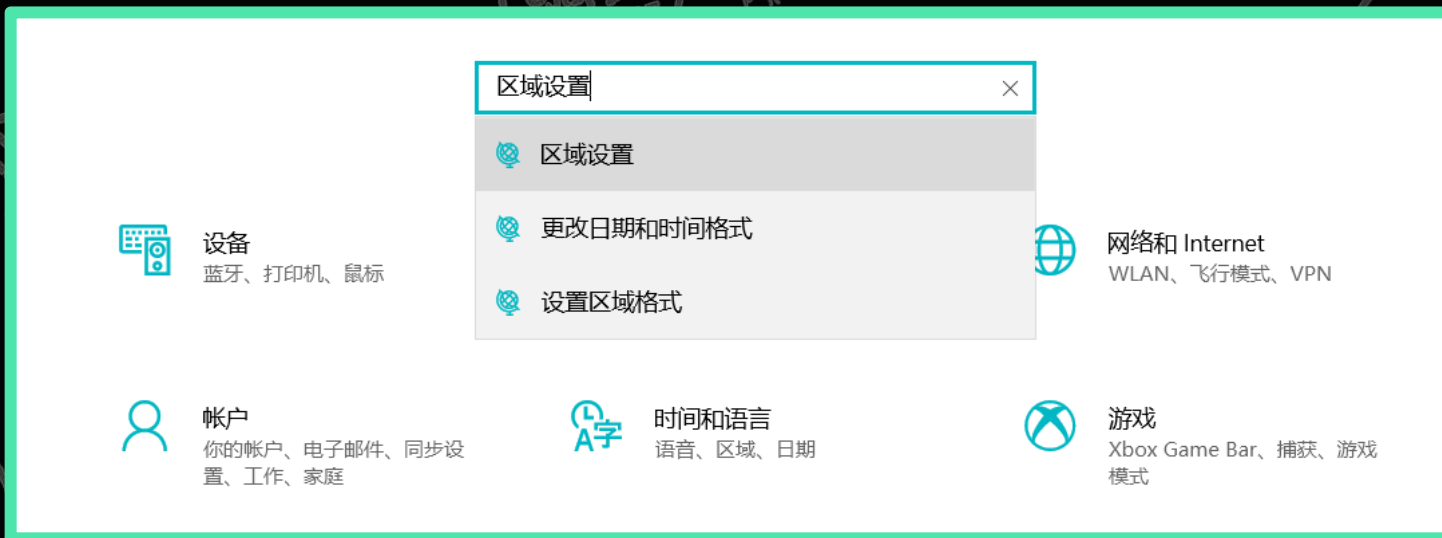 区域设置
区域设置
更改日期和时间格式
设置区域格式
设备
蓝牙、打印机、鼠标
网络和 Internet
WLAN、飞行模式、VPN
帐户
你的帐户、电子邮件、同步设
置、工作、家庭
时间和语言
语音、区域、日期
游戏
Xbox Game Bar、捕获、游戏
模式